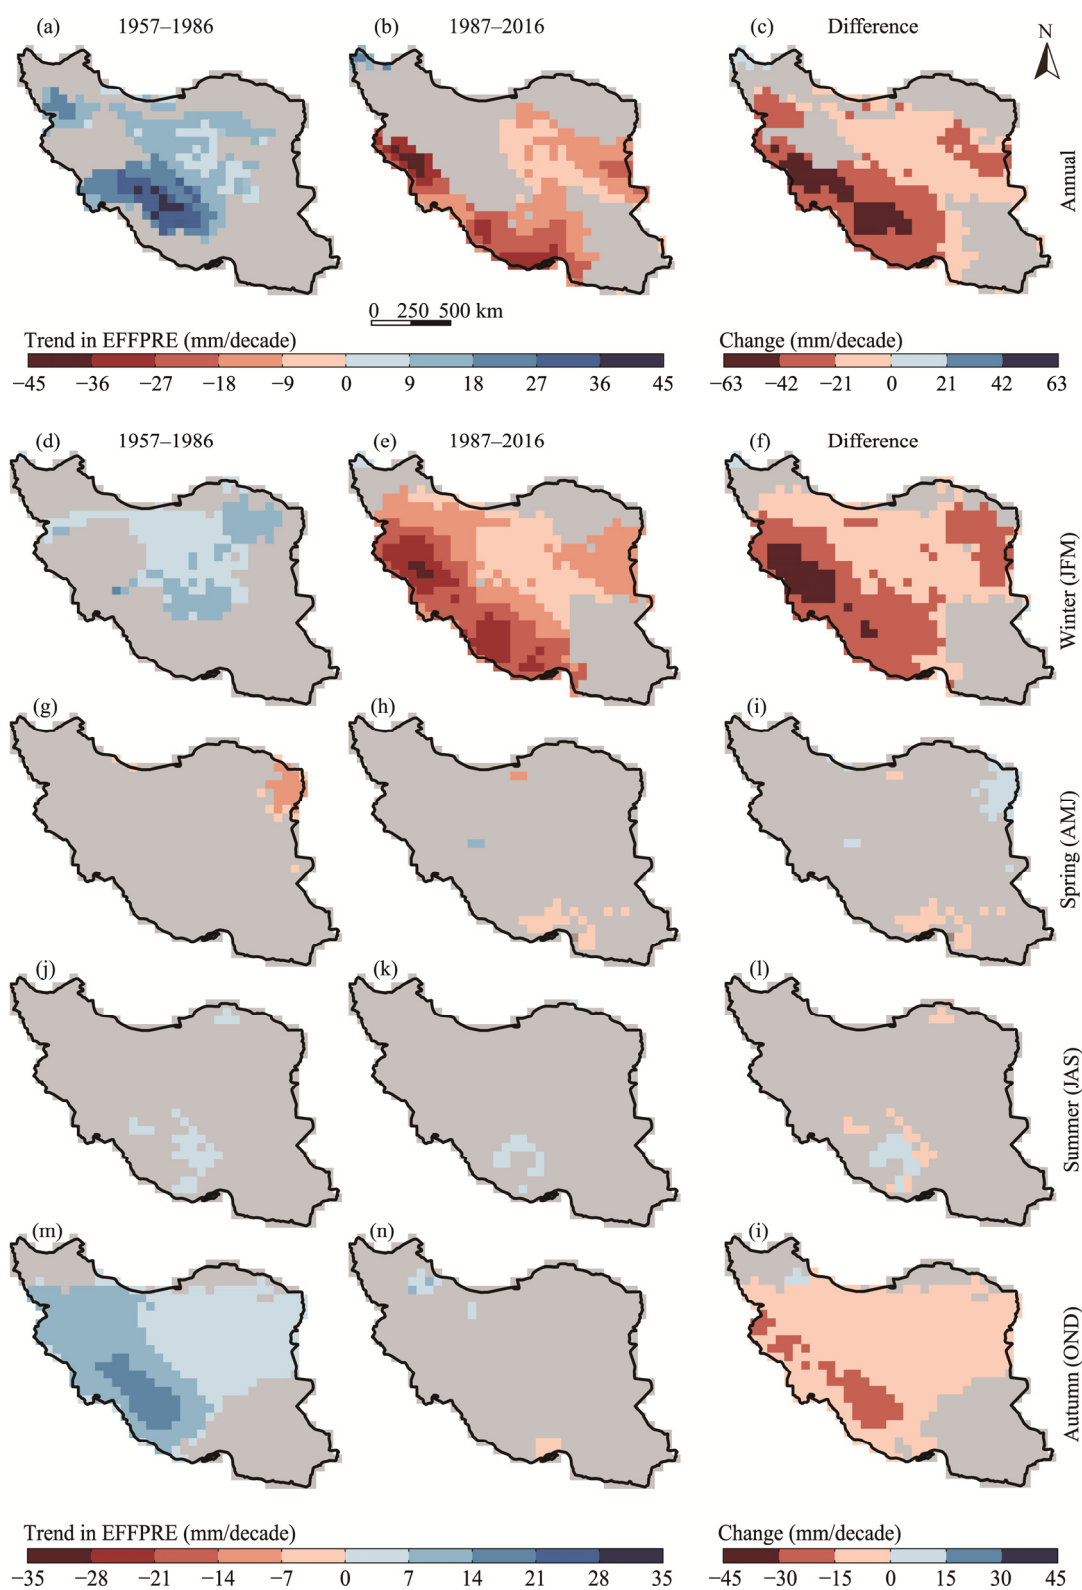 (a) 1957–1986 (b) 1987–2016 (c) Difference
N
Annual
0 250 500 km
Trend in EFFPRE (mm/decade) Change (mm/decade)
−45 −36 −27 −18 −9 0 9 18 27 36 45 −63 −42 −21 0 21 42 63
(d) 1957–1986 (e) 1987–2016 (f) Difference
Winter (JFM)
(g) (h) (i)
Spring (AMJ)
(j) (k) (l)
Summer (JAS)
(m) (n) (i)
Autumn (OND)
Trend in EFFPRE (mm/decade) Change (mm/decade)
−35 −28 −21 −14 −7 0 7 14 21 28 35 −45 −30 −15 0 15 30 45